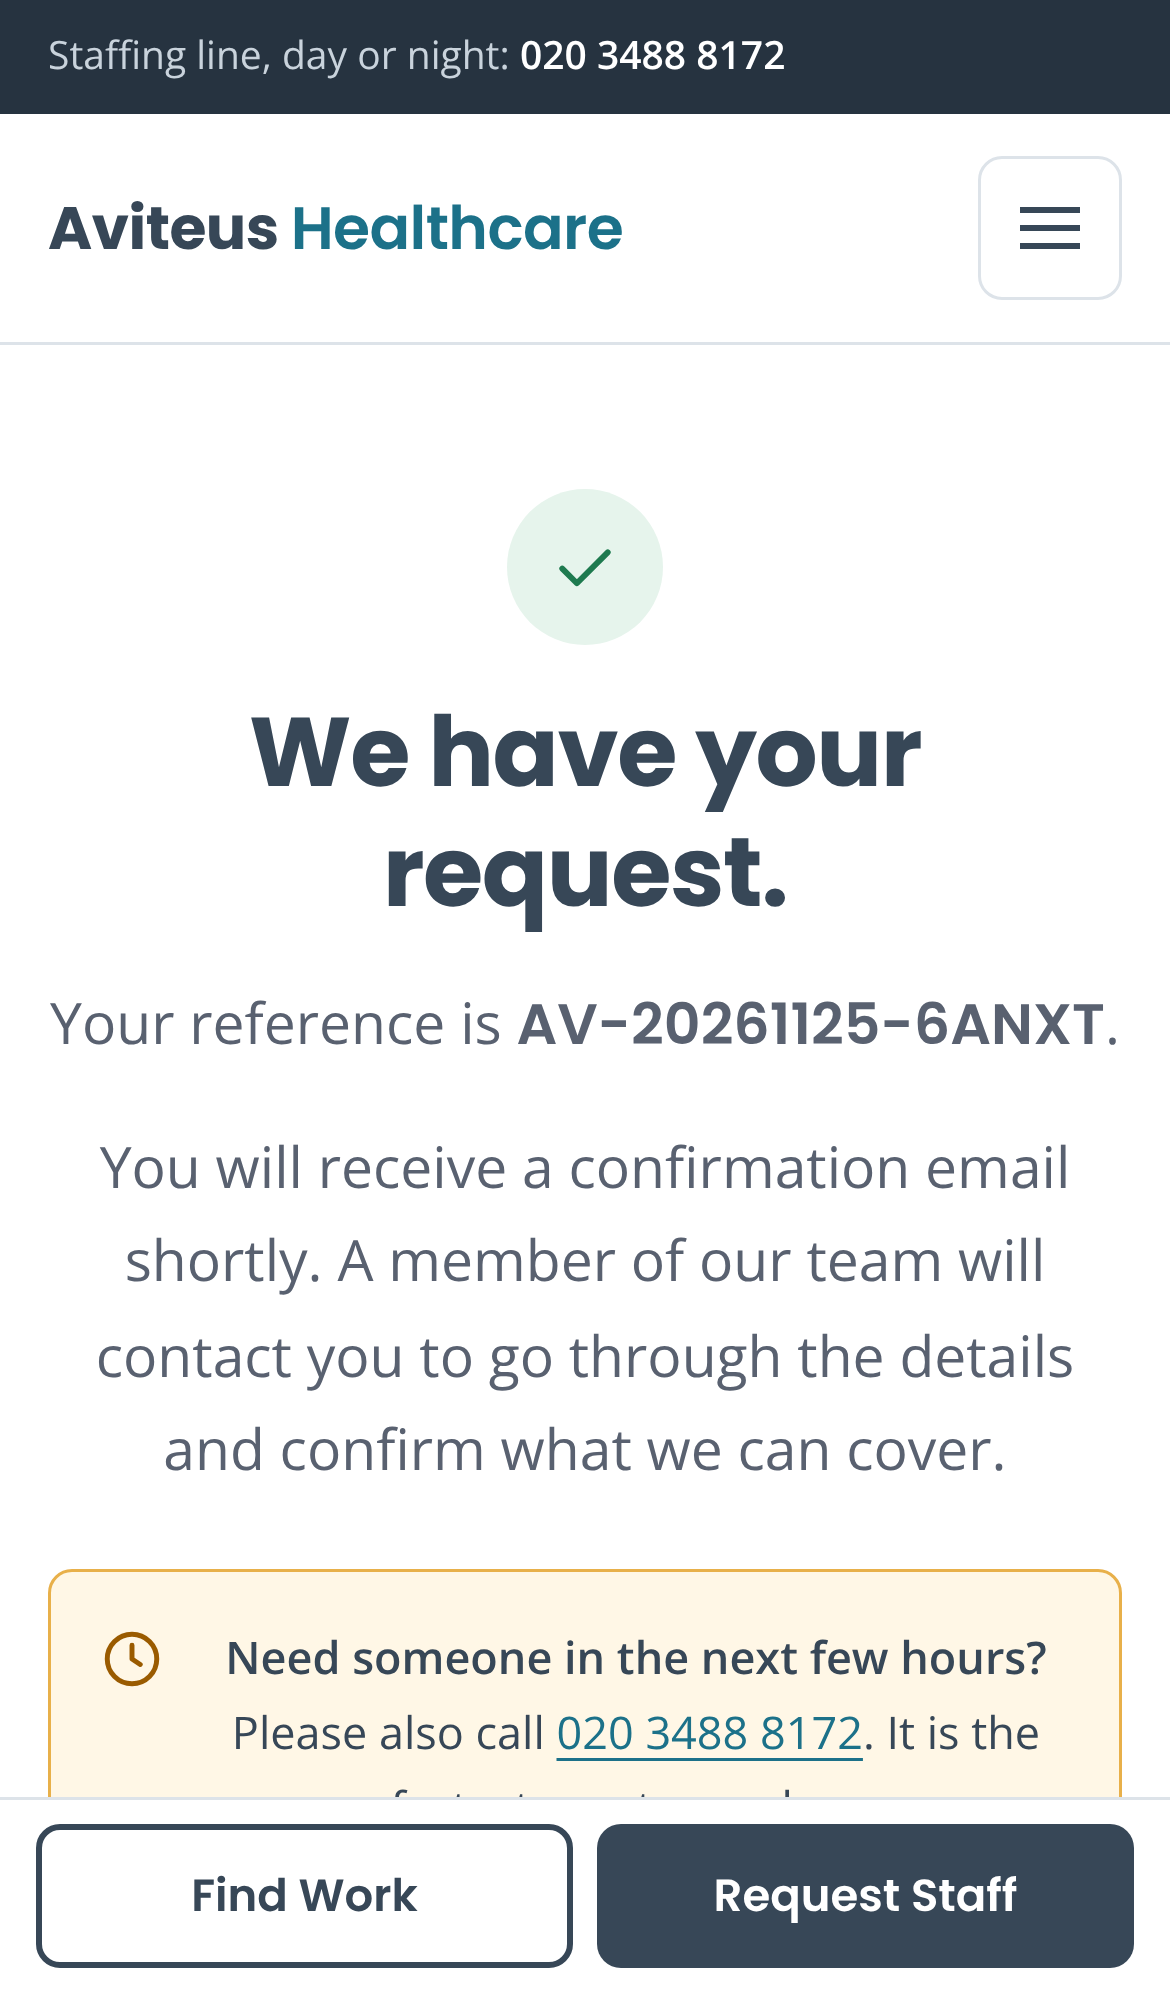 Staffing line, day or night: 020 3488 8172
Aviteus Healthcare
We have your
request.
Your reference is AV-20261125-6ANXT.
You will receive a confirmation email
shortly. A member of our team will
contact you to go through the details
and confirm what we can cover.
Need someone in the next few hours?
Please also call 020 3488 8172. It is the
Find Work
Request Staff